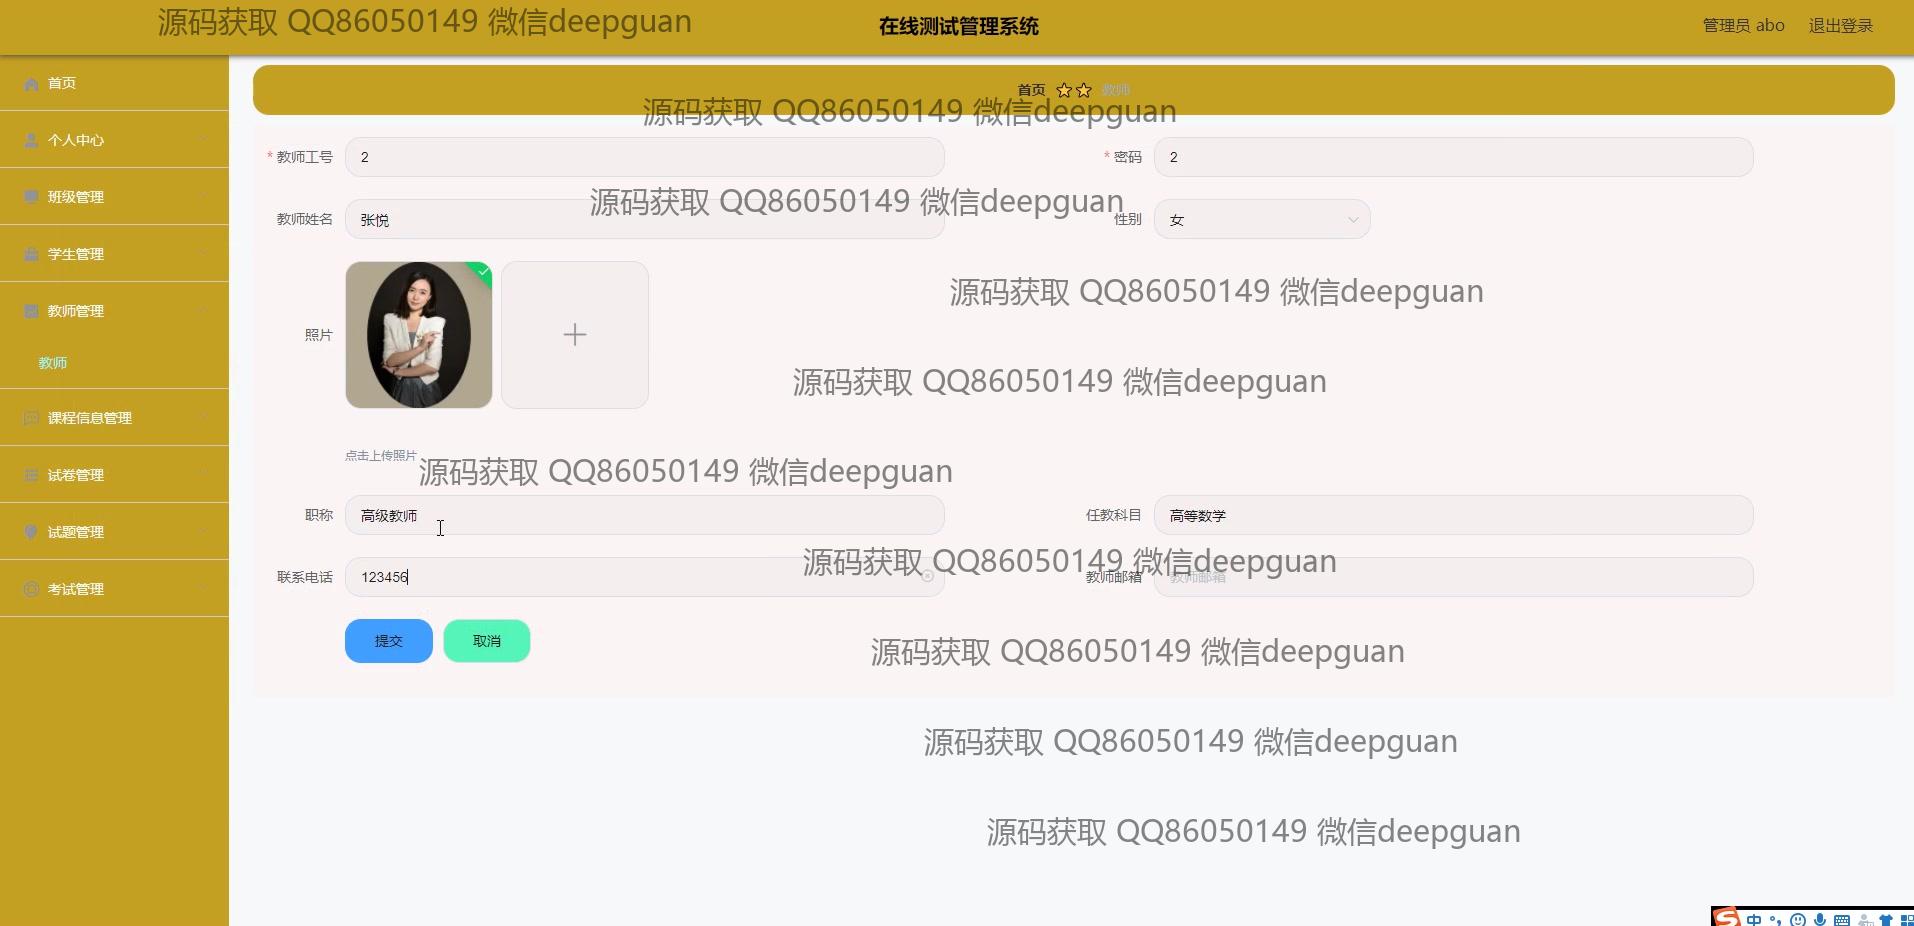 源码获取 QQ86050149 微信deepguan
在线测试管理系统
管理员 abo
退出登录
首页
个人中心
班级管理
学生管理
教师管理
教师
课程信息管理
试卷管理
试题管理
考试管理
首页
教师
源码获取 QQ86050149 微信deepguan
* 教师工号
2
* 密码
2
源码获取 QQ86050149 微信deepguan
教师姓名
张悦
性别
女
源码获取 QQ86050149 微信deepguan
照片
源码获取 QQ86050149 微信deepguan
点击上传照片
源码获取 QQ86050149 微信deepguan
职称
高级教师
任教科目
高等数学
源码获取 QQ86050149 微信deepguan
联系电话
123456
教师邮箱
教师邮箱
提交
取消
源码获取 QQ86050149 微信deepguan
源码获取 QQ86050149 微信deepguan
源码获取 QQ86050149 微信deepguan
中